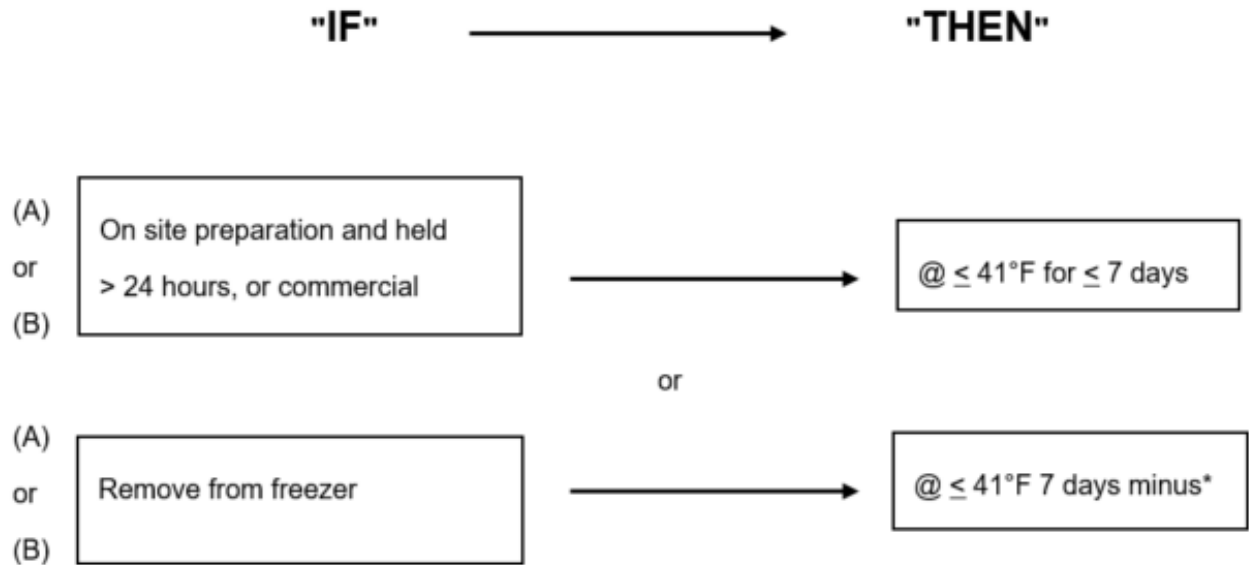 "IF" "THEN"
(A)
or
(B)
On site preparation and held
> 24 hours, or commercial
@ ≤ 41°F for ≤ 7 days
or
(A)
or
(B)
Remove from freezer
@ ≤ 41°F 7 days minus*